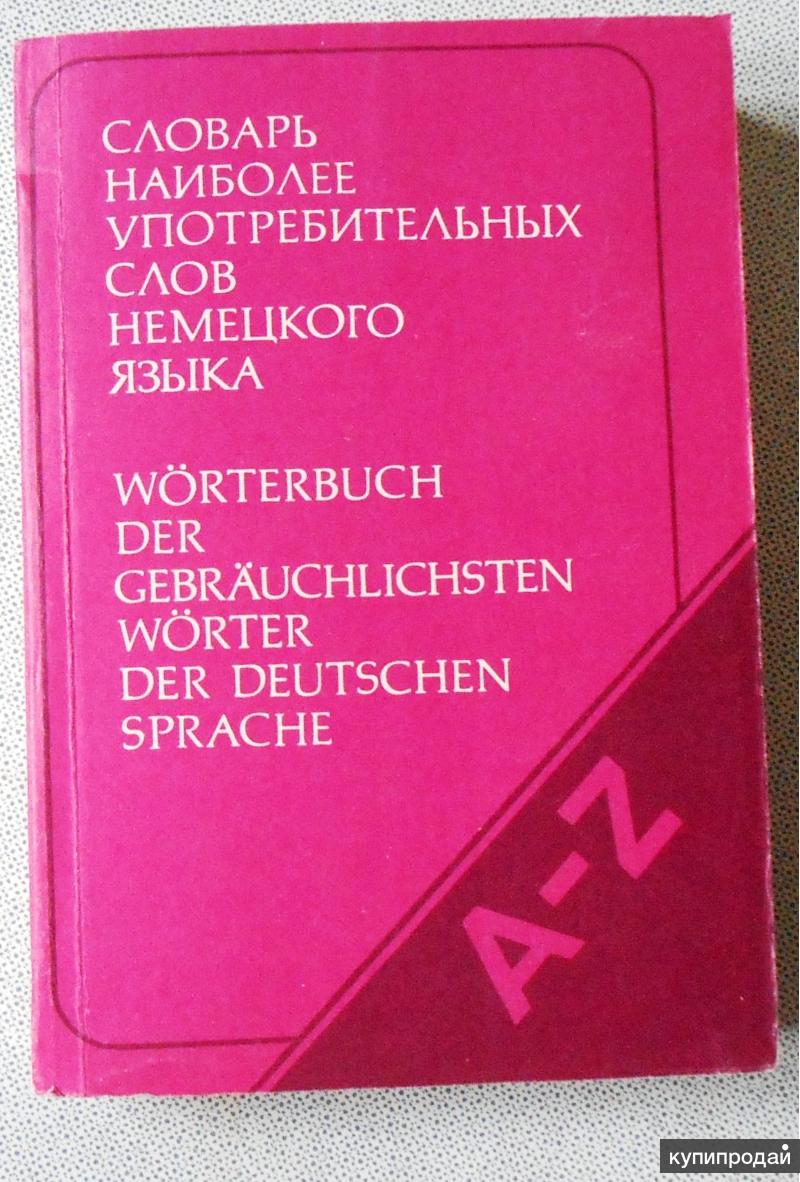 СЛОВАРЬ
НАИБОЛЕЕ
УПОТРЕБИТЕЛЬНЫХ
СЛОВ
НЕМЕЦКОГО
ЯЗЫКА
WÖRTERBUCH
DER
GEBRÄUCHLICHSTEN
WÖRTER
DER DEUTSCHEN
SPRACHE
A-Z
купипродай